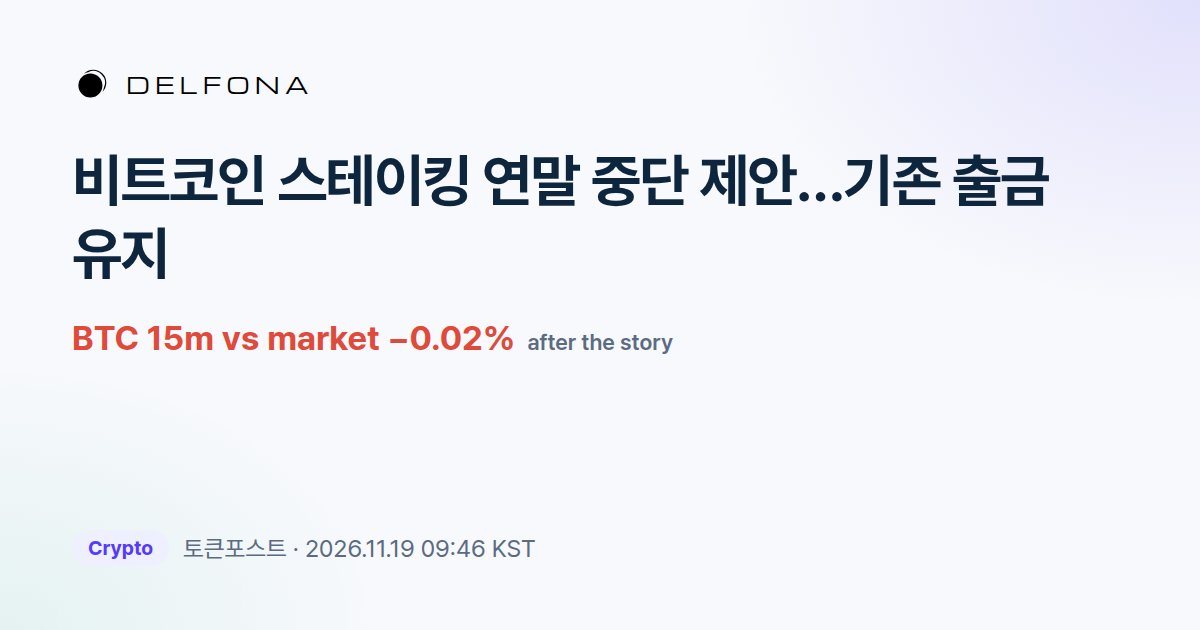 DELFONA
비트코인 스테이킹 연말 중단 제안…기존 출금
유지
BTC 15m vs market −0.02% after the story
Crypto 토큰포스트 · 2026.11.19 09:46 KST